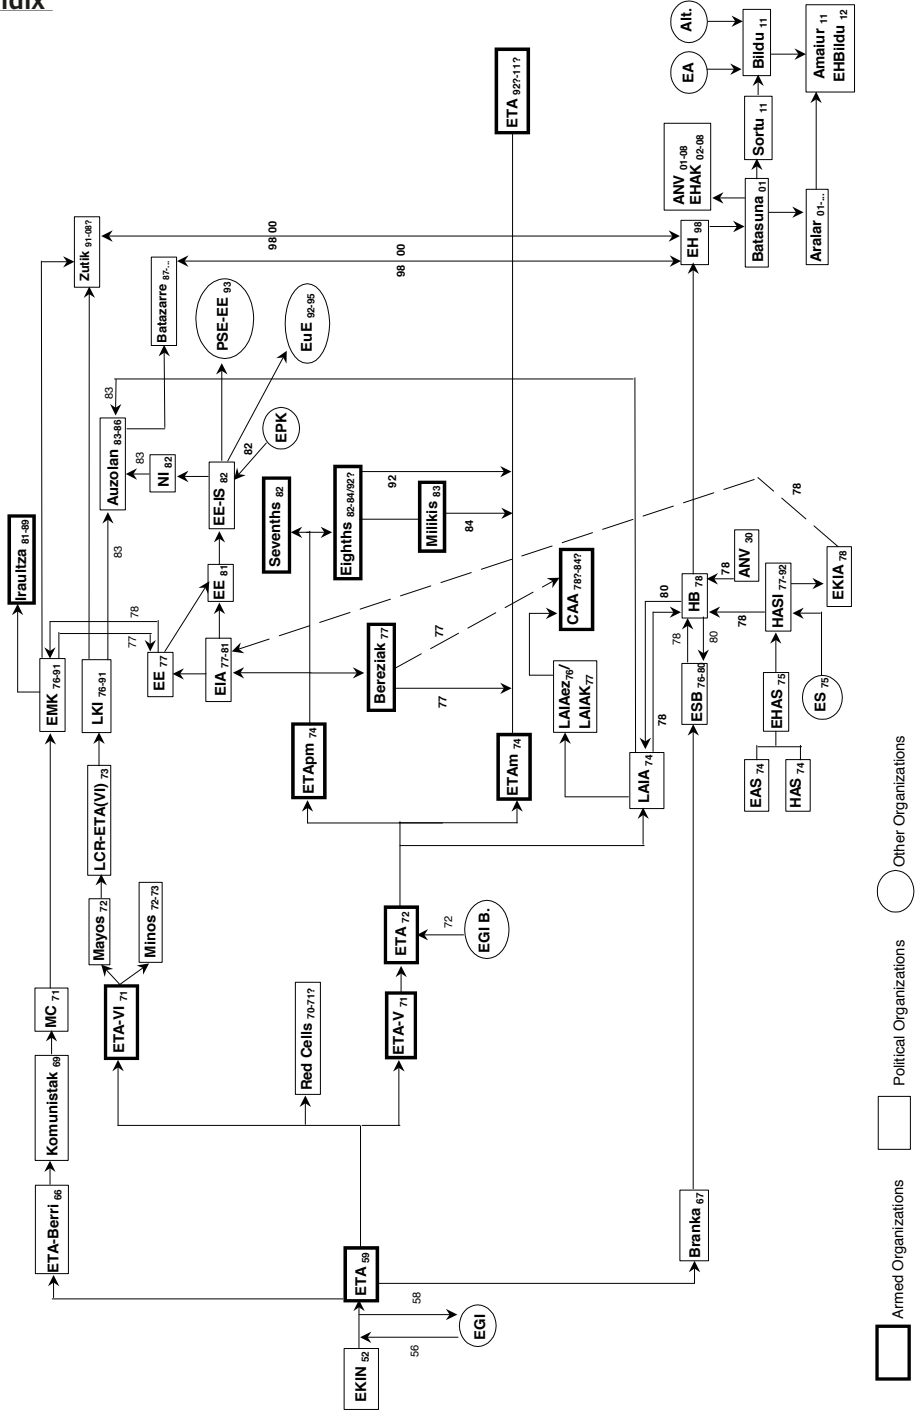 ndix
EKIN 52
56
58
EGI
ETA 59
ETA-Berri 66
Komunistak 69
MC 71
EMK 76-91
Iraultza 81-89
ETA-VI 71
Mayos 72
Minos 72-73
LCR-ETA(VI) 73
LKI 76-91
77
78
EE 77
EIA 77-81
EE 81
EE-IS 82
NI 82
83
83
Auzolan 83-86
83
Batazarre 87-...
Zutik 91-08?
PSE-EE 93
EuE 92-95
EPK
82
Red Cells 70-71?
ETA-V 71
ETA 72
72
EGI B.
ETApm 74
Bereziak 77
77
77
Sevenths 82
Eighths 82-84/92?
92
Milikis 83
84
ETAm 74
ETA 92?-11?
CAA 78?-84?
LAIAez 76/
LAIAK 77
LAIA 74
78
80
Branka 67
ESB 76-80
78
80
HB 78
78
ANV 30
EAS 74
HAS 74
EHAS 75
ES 75
HASI 77-92
78
EKIA 78
78
98 00
98 00
EH 98
Batasuna 01
ANV 01-08
EHAK 02-08
Aralar 01-...
Sortu 11
EA
Alt.
Bildu 11
Amaiur 11
EHBildu 12
Armed Organizations
Political Organizations
Other Organizations